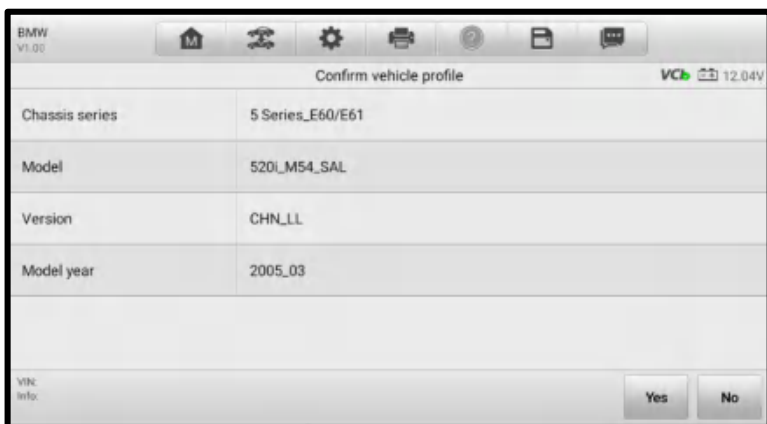 BMW
V1.00
M
Confirm vehicle profile
VCI 12.04V
Chassis series 5 Series_E60/E61
Model 520i_M54_SAL
Version CHN_LL
Model year 2005_03
VIN:
Info:
Yes No